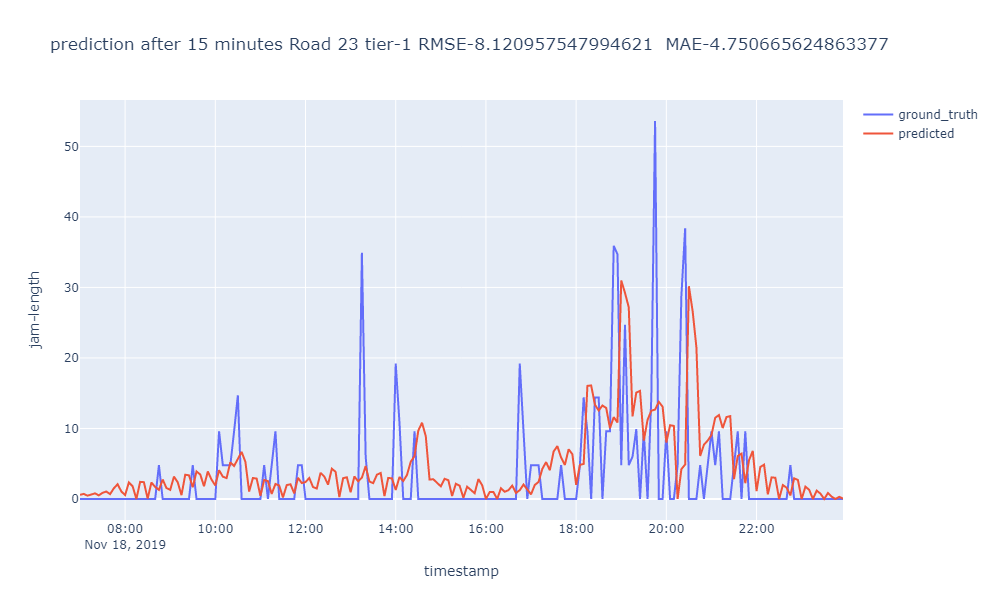 prediction after 15 minutes Road 23 tier-1 RMSE-8.120957547994621  MAE-4.750665624863377
ground_truth
predicted
50
40
30
20
10
0
jam-length
08:00 10:00 12:00 14:00 16:00 18:00 20:00 22:00
Nov 18, 2019
timestamp